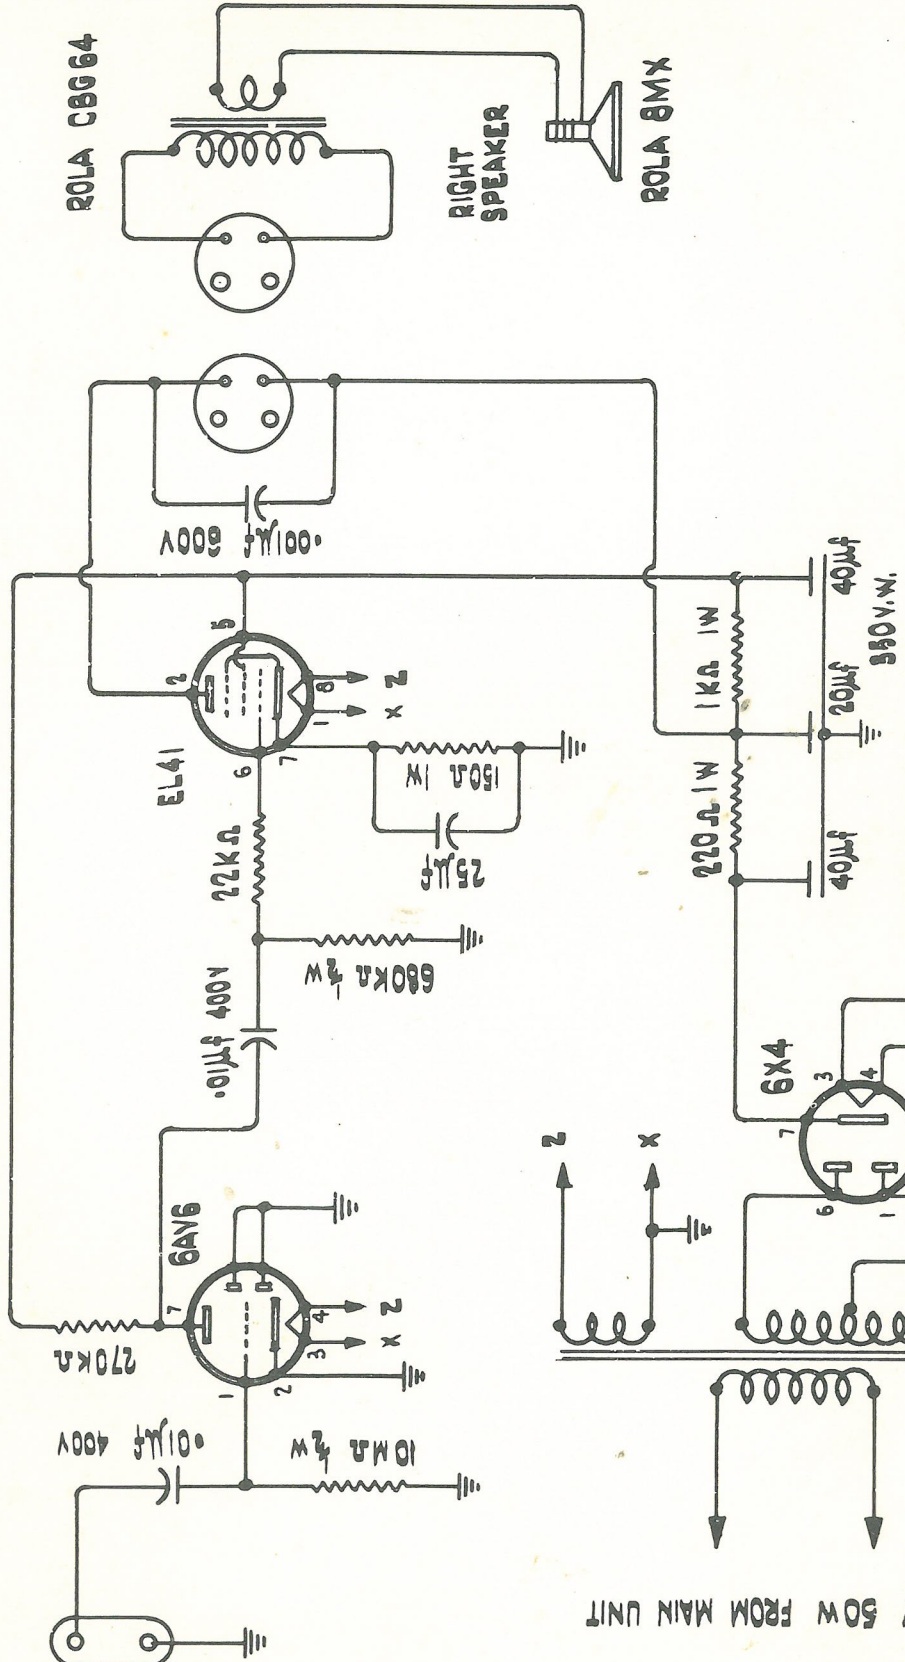 ROLA CBG64
RIGHT
SPEAKER
ROLA 8MX
.001µf
600V
EL41
2
5
6
7
1
8
X
Z
22KΩ
150Ω 1W
25µf
680KΩ ½W
.01µf 400V
6AV6
7
1
2
3
4
X
Z
270KΩ
.01µf 400V
10MΩ ½W
1KΩ 1W
220Ω 1W
40µf
20µf
40µf
350V.W.
6X4
7
3
4
6
1
Z
X
50W FROM MAIN UNIT